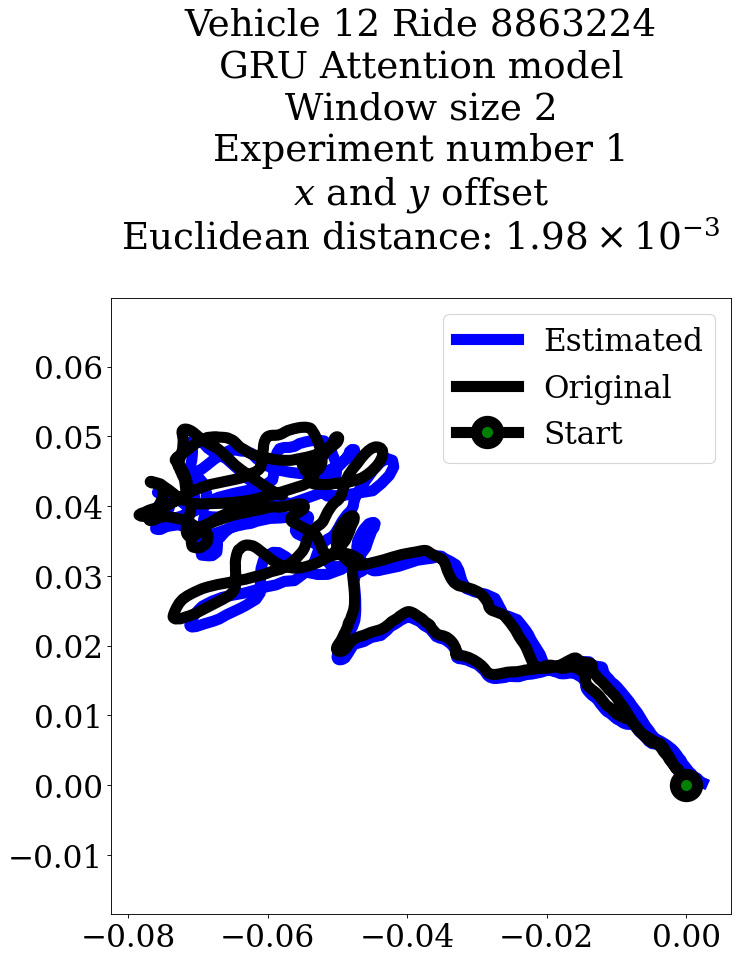 Vehicle 12 Ride 8863224
GRU Attention model
Window size 2
Experiment number 1
x and y offset
Euclidean distance: 1.98 × 10⁻³
Estimated
Original
Start
0.06
0.05
0.04
0.03
0.02
0.01
0.00
−0.01
−0.08 −0.06 −0.04 −0.02 0.00